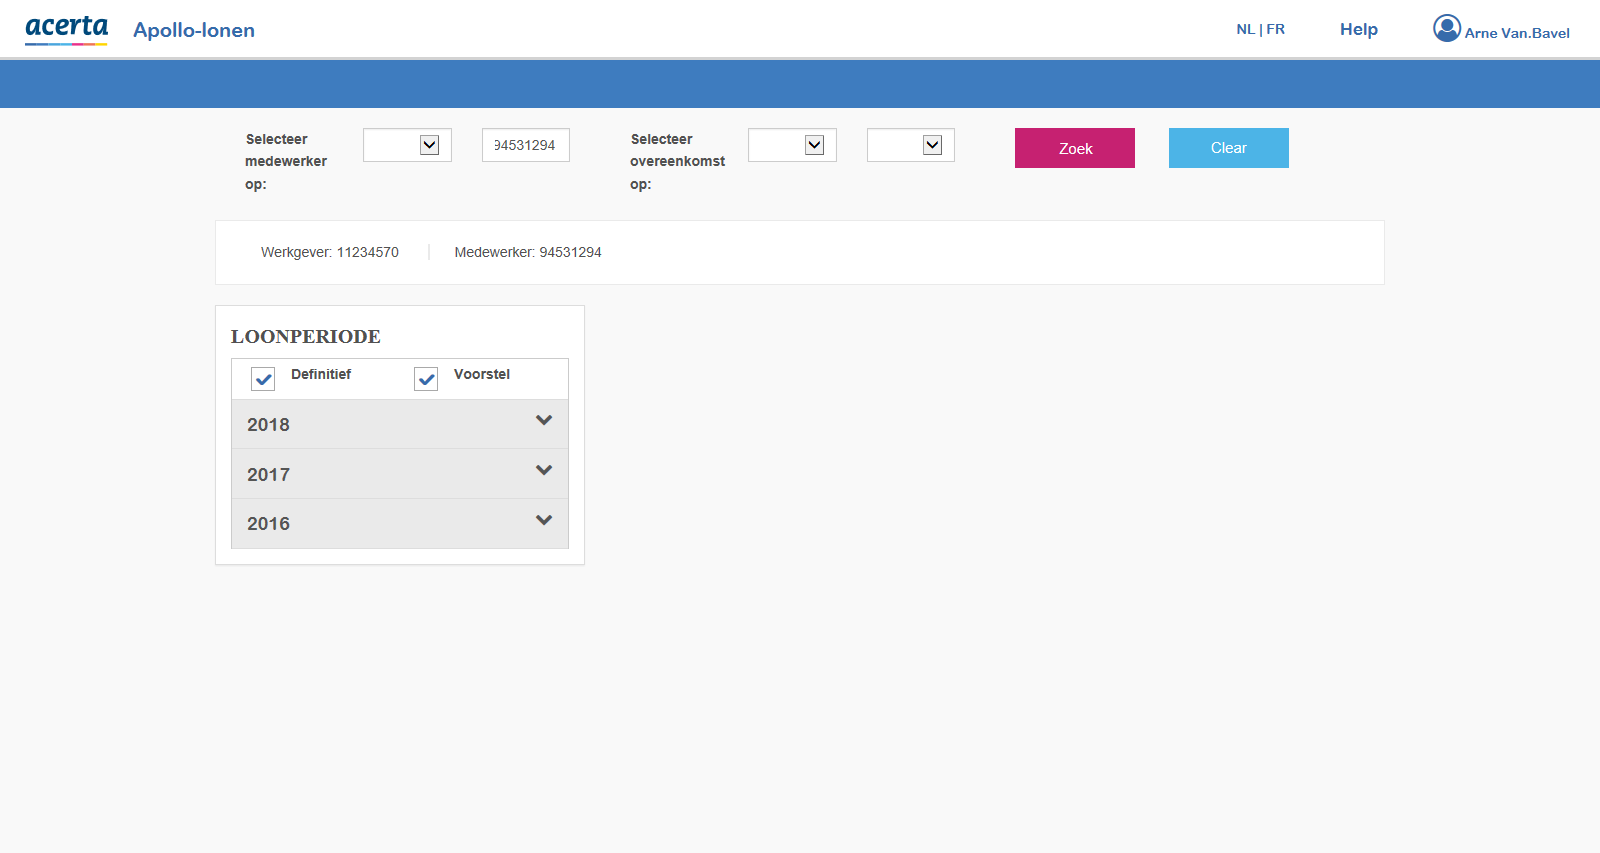 acerta
Apollo-lonen
NL | FR
Help
Arne Van.Bavel
Selecteer
medewerker
op:
94531294
Selecteer
overeenkomst
op:
Zoek
Clear
Werkgever: 11234570
Medewerker: 94531294
LOONPERIODE
Definitief
Voorstel
2018
2017
2016